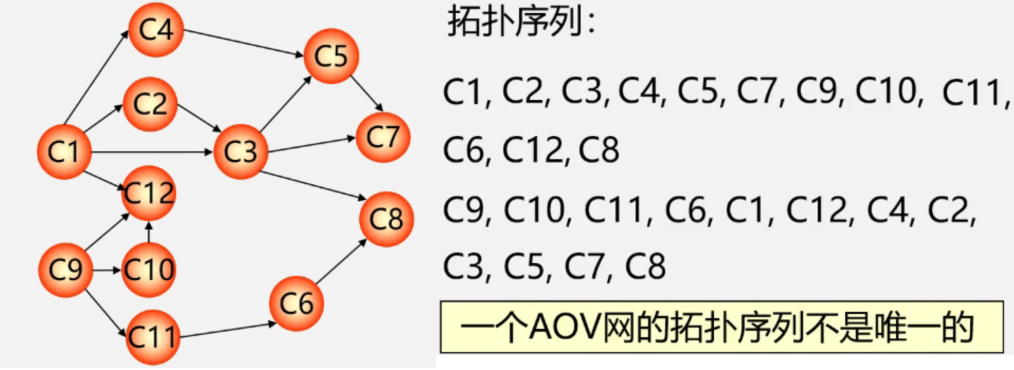 C4
C5
C2
C7
C1
C3
C12
C8
C9
C10
C6
C11
拓扑序列：
C1, C2, C3, C4, C5, C7, C9, C10, C11,
C6, C12, C8
C9, C10, C11, C6, C1, C12, C4, C2,
C3, C5, C7, C8
一个AOV网的拓扑序列不是唯一的